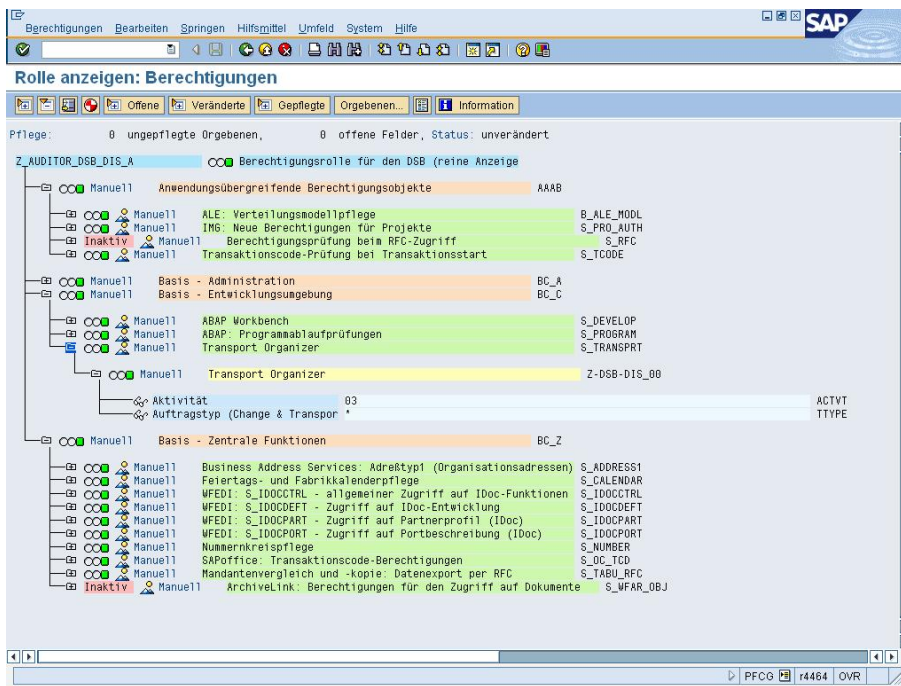 Berechtigungen Bearbeiten Springen Hilfsmittel Umfeld System Hilfe
SAP
Rolle anzeigen: Berechtigungen
Offene Veränderte Gepflegte Orgebenen... Information
Pflege: 0 ungepflegte Orgebenen, 0 offene Felder, Status: unverändert
Z_AUDITOR_DSB_DIS_A Berechtigungsrolle für den DSB (reine Anzeige
Manuell Anwendungsübergreifende Berechtigungsobjekte AAAB
Manuell ALE: Verteilungsmodellpflege B_ALE_MODL
Manuell IMG: Neue Berechtigungen für Projekte S_PRO_AUTH
Inaktiv Manuell Berechtigungsprüfung beim RFC-Zugriff S_RFC
Manuell Transaktionscode-Prüfung bei Transaktionsstart S_TCODE
Manuell Basis - Administration BC_A
Manuell Basis - Entwicklungsumgebung BC_C
Manuell ABAP Workbench S_DEVELOP
Manuell ABAP: Programmablaufprüfungen S_PROGRAM
Manuell Transport Organizer S_TRANSPRT
Manuell Transport Organizer Z-DSB-DIS_00
Aktivität 03 ACTVT
Auftragstyp (Change & Transpor * TTYPE
Manuell Basis - Zentrale Funktionen BC_Z
Manuell Business Address Services: Adreßtyp1 (Organisationsadressen) S_ADDRESS1
Manuell Feiertags- und Fabrikkalenderpflege S_CALENDAR
Manuell WFEDI: S_IDOCCTRL - allgemeiner Zugriff auf IDoc-Funktionen S_IDOCCTRL
Manuell WFEDI: S_IDOCDEFT - Zugriff auf IDoc-Entwicklung S_IDOCDEFT
Manuell WFEDI: S_IDOCPART - Zugriff auf Partnerprofil (IDoc) S_IDOCPART
Manuell WFEDI: S_IDOCPORT - Zugriff auf Portbeschreibung (IDoc) S_IDOCPORT
Manuell Nummernkreispflege S_NUMBER
Manuell SAPoffice: Transaktionscode-Berechtigungen S_OC_TCD
Manuell Mandantenvergleich und -kopie: Datenexport per RFC S_TABU_RFC
Inaktiv Manuell ArchiveLink: Berechtigungen für den Zugriff auf Dokumente S_WFAR_OBJ
PFCG r4464 OVR